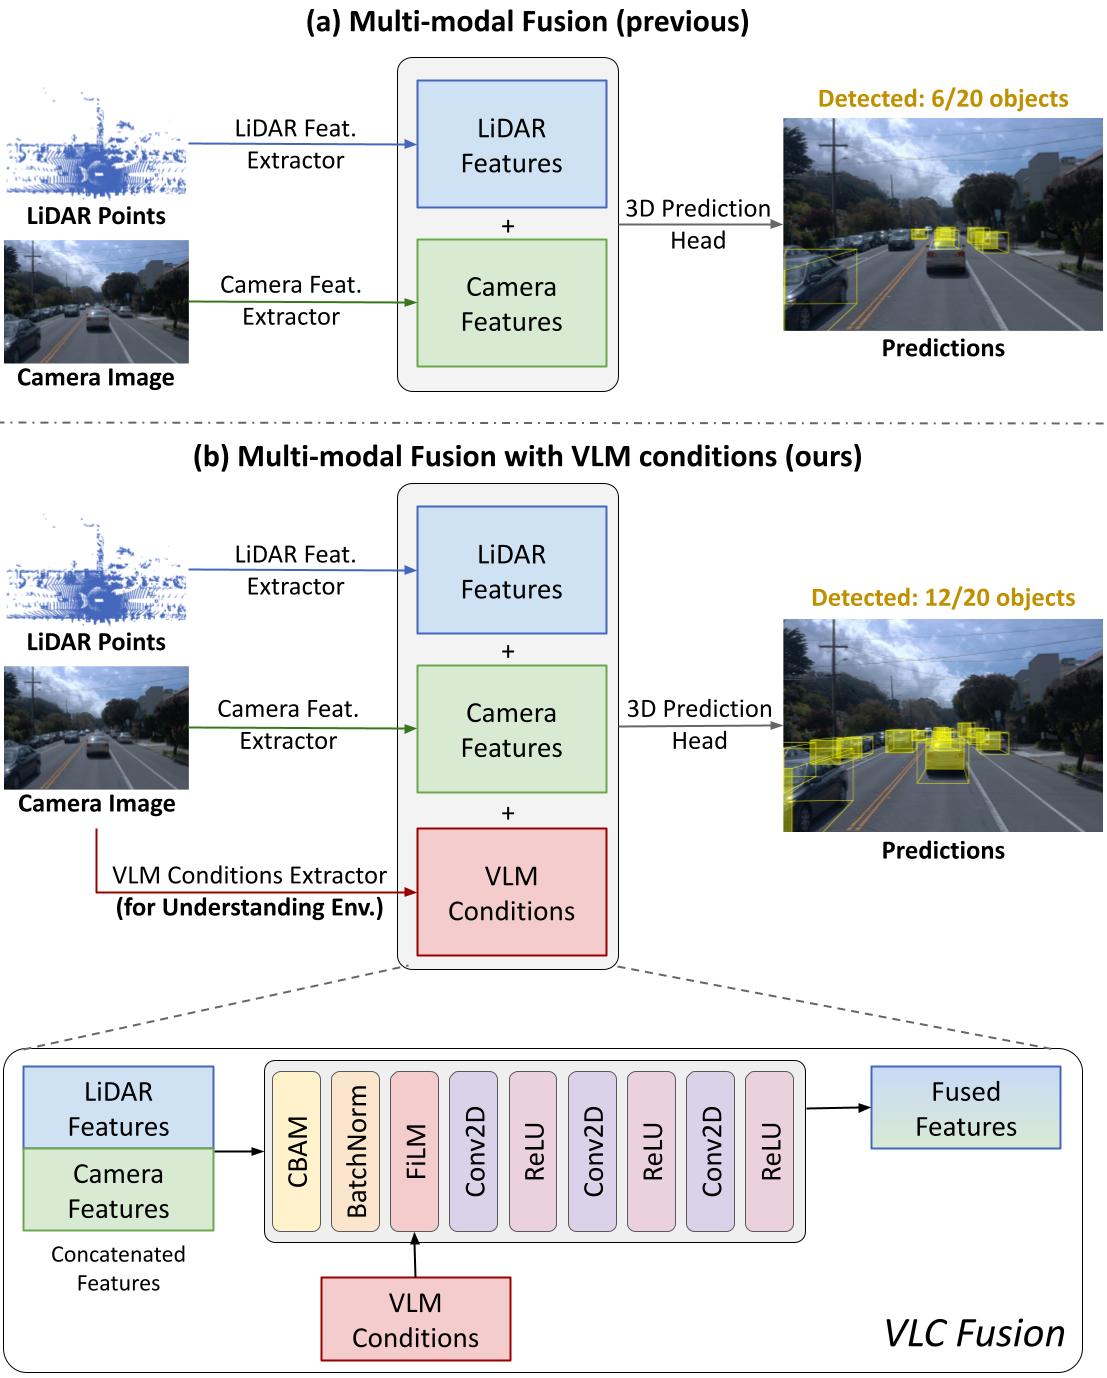 (a) Multi-modal Fusion (previous)
LiDAR Feat.
Extractor
LiDAR
Features
LiDAR Points
+
Camera Feat.
Extractor
Camera
Features
Camera Image
3D Prediction
Head
Detected: 6/20 objects
Predictions
(b) Multi-modal Fusion with VLM conditions (ours)
LiDAR Feat.
Extractor
LiDAR
Features
LiDAR Points
+
Camera Feat.
Extractor
Camera
Features
Camera Image
+
VLM Conditions Extractor
(for Understanding Env.)
VLM
Conditions
3D Prediction
Head
Detected: 12/20 objects
Predictions
LiDAR
Features
Camera
Features
Concatenated
Features
CBAM
BatchNorm
FiLM
Conv2D
ReLU
Conv2D
ReLU
Conv2D
ReLU
VLM
Conditions
Fused
Features
VLC Fusion